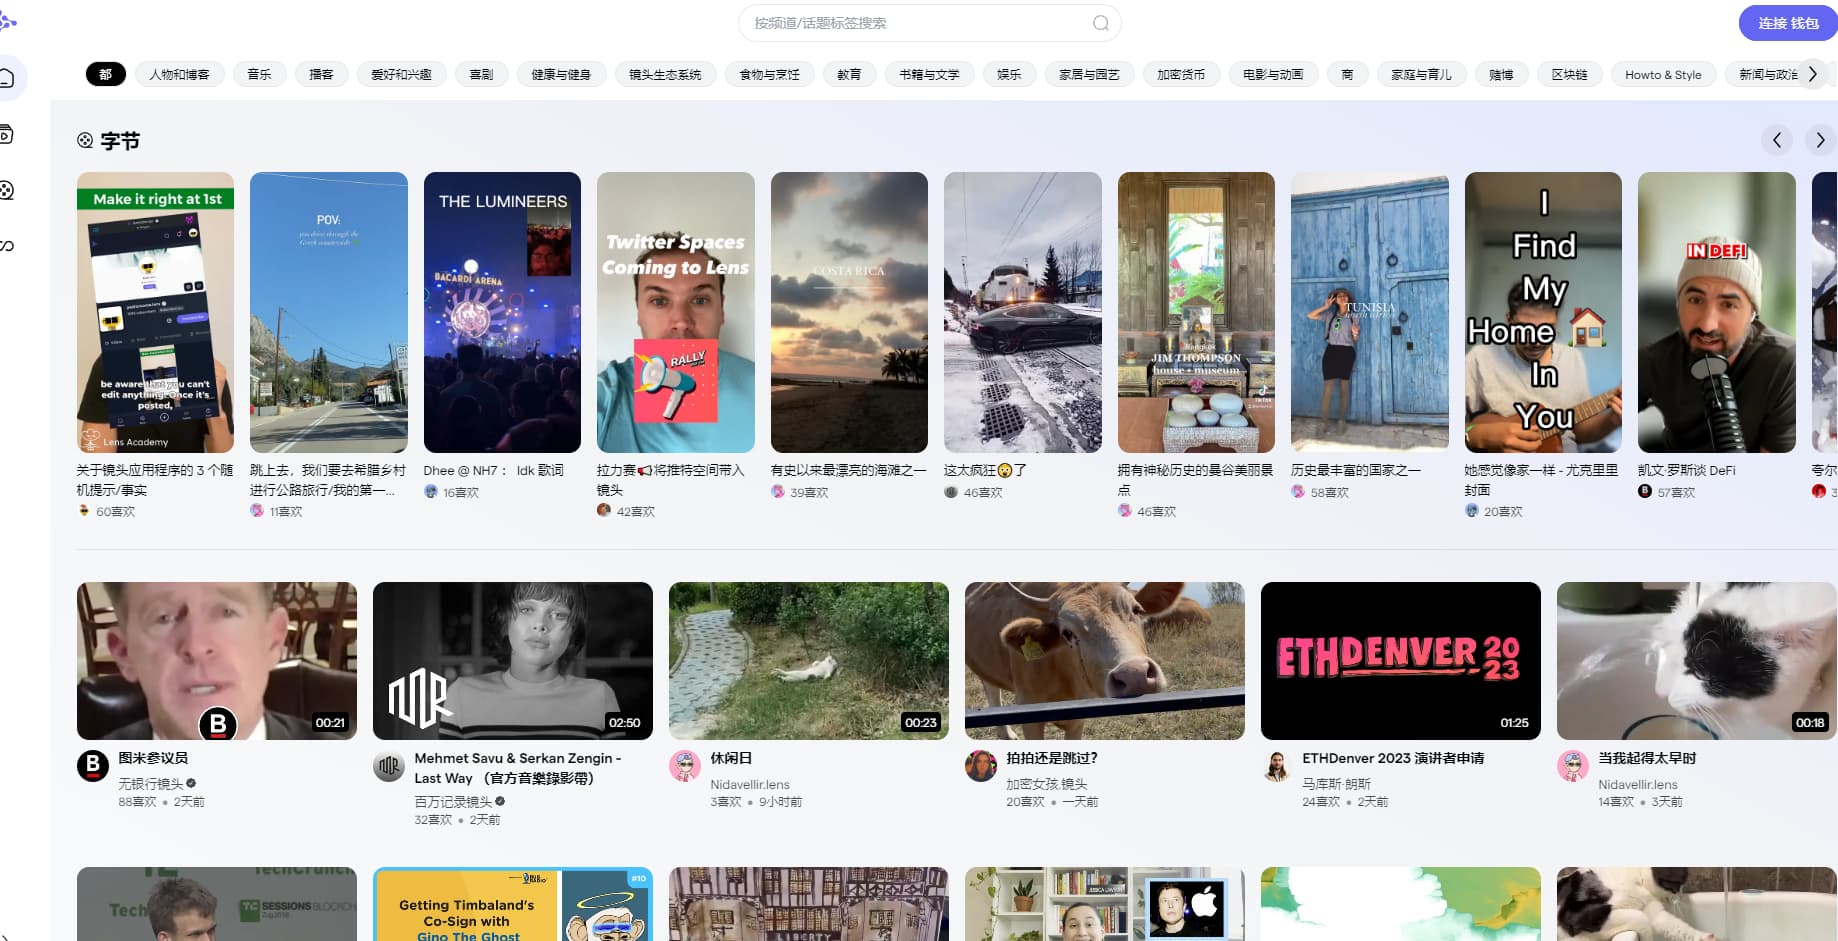 按频道/话题标签搜索
连接 钱包
都
人物和博客
音乐
播客
爱好和兴趣
喜剧
健康与健身
镜头生态系统
食物与烹饪
教育
书籍与文学
娱乐
家居与园艺
加密货币
电影与动画
商
家庭与育儿
赌博
区块链
Howto & Style
新闻与政治
字节
Make it right at 1st
be aware that you can't
edit anything! Once it's
posted,
Lens Academy
POV:
you drive through the
Greek countryside
THE LUMINEERS
BACARDI ARENA
Twitter Spaces
Coming to Lens
RALLY
COSTA RICA
Bangkok
JIM THOMPSON
house + museum
TUNISIA
north africa
I
Find
My
Home
In
You
IN DEFI
关于镜头应用程序的 3 个随
机提示/事实
60喜欢
跳上去，我们要去希腊乡村
进行公路旅行/我的第一...
11喜欢
Dhee @ NH7： Idk 歌词
16喜欢
拉力赛📢将推特空间带入
镜头
42喜欢
有史以来最漂亮的海滩之一
39喜欢
这太疯狂😲了
46喜欢
拥有神秘历史的曼谷美丽景
点
46喜欢
历史最丰富的国家之一
58喜欢
她感觉像家一样 - 尤克里里
封面
20喜欢
凯文·罗斯谈 DeFi
57喜欢
夸尔
3
B
00:21
02:50
00:23
ETHDENVER 2023
01:25
00:18
图米参议员
无银行镜头
88喜欢 • 2天前
Mehmet Savu & Serkan Zengin -
Last Way （官方音樂錄影帶）
百万记录镜头
32喜欢 • 2天前
休闲日
Nidavellir.lens
3喜欢 • 9小时前
拍拍还是跳过?
加密女孩.镜头
20喜欢 • 一天前
ETHDenver 2023 演讲者申请
马库斯·朗斯
24喜欢 • 2天前
当我起得太早时
Nidavellir.lens
14喜欢 • 3天前
TechCrunch
Tech
TC SESSIONS BLOCKCH
Zug 2018
#10
Getting Timbaland's
Co-Sign with
Gino The Ghost
LIBERTY